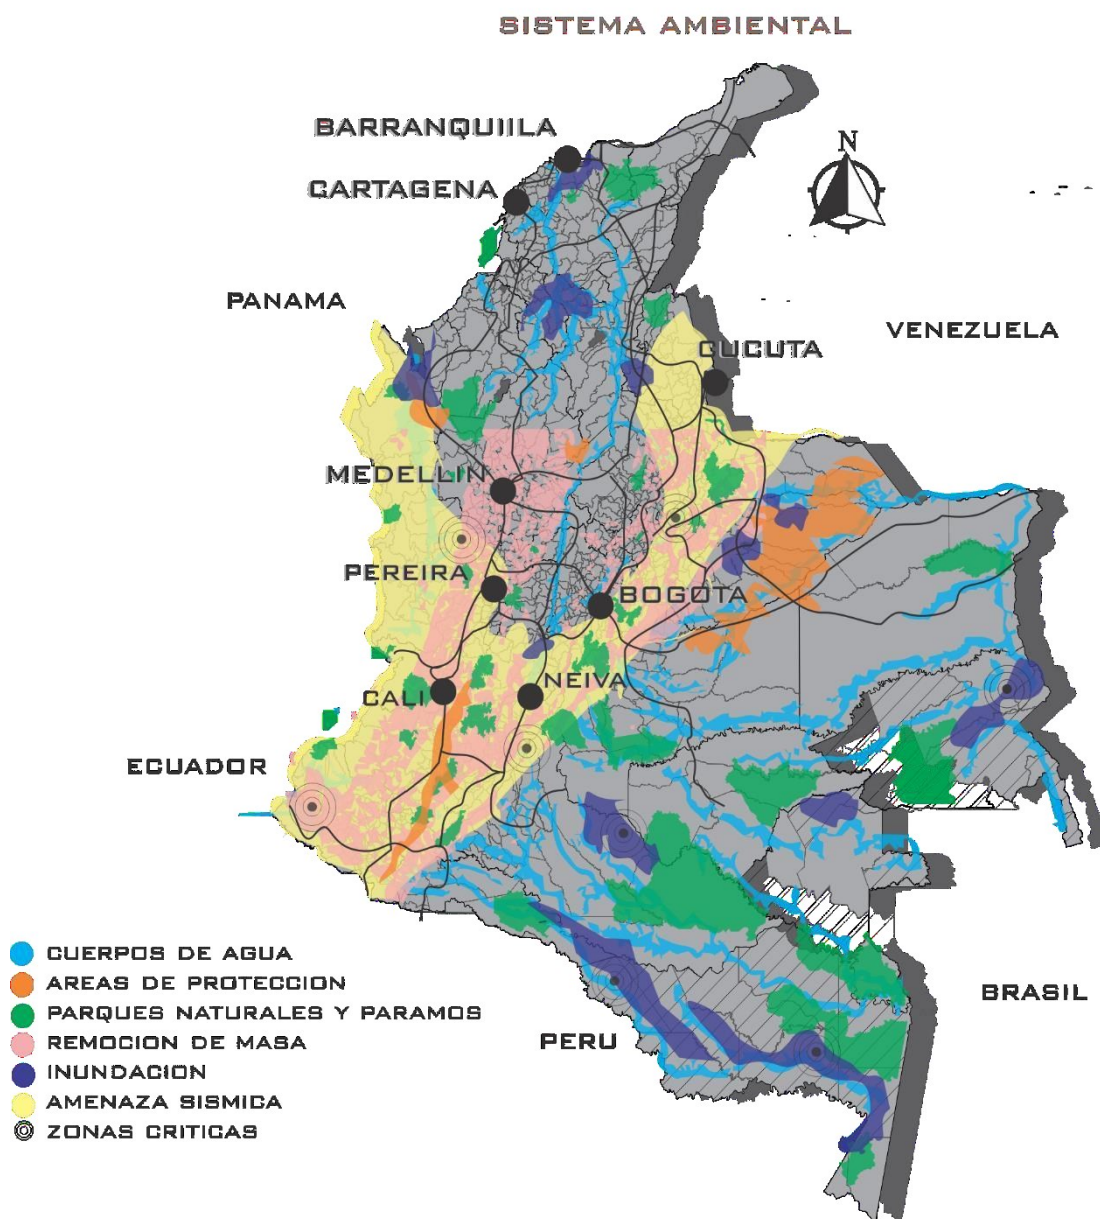 SISTEMA AMBIENTAL
BARRANQUIILA
N
CARTAGENA
PANAMA
VENEZUELA
CUCUTA
MEDELLIN
PEREIRA
BOGOTA
NEIVA
CALI
ECUADOR
CUERPOS DE AGUA
AREAS DE PROTECCION
PARQUES NATURALES Y PARAMOS
REMOCION DE MASA
INUNDACION
AMENAZA SISMICA
ZONAS CRITICAS
BRASIL
PERU